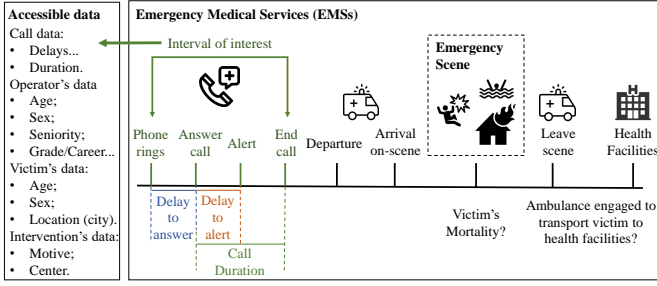 Accessible data
Call data:
• Delays...
• Duration.
Operator's data
• Age;
• Sex;
• Seniority;
• Grade/Career...
Victim's data:
• Age;
• Sex;
• Location (city).
Intervention's data:
• Motive;
• Center.
Emergency Medical Services (EMSs)
Interval of interest
Emergency
Scene
Phone
rings
Answer
call
Alert
End
call
Departure
Arrival
on-scene
Leave
scene
Health
Facilities
Delay
to
answer
Delay
to
alert
Call
Duration
Victim's
Mortality?
Ambulance engaged to
transport victim to
health facilities?